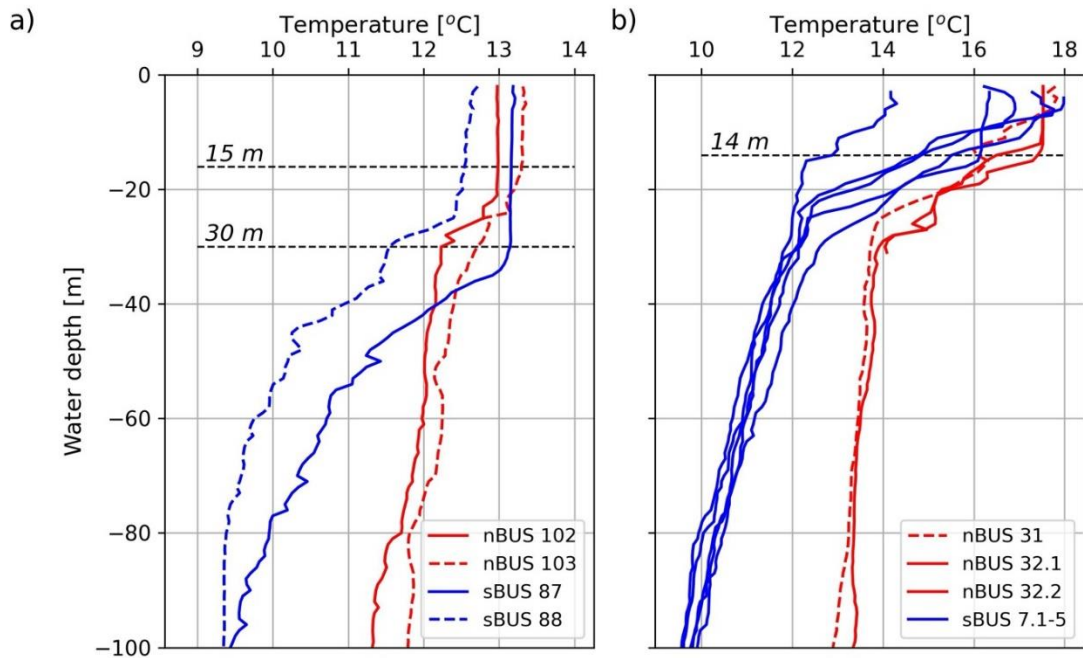 a)
Temperature [°C]
9 10 11 12 13 14
0
−20
−40
−60
−80
−100
Water depth [m]
15 m
30 m
nBUS 102
nBUS 103
sBUS 87
sBUS 88
b)
Temperature [°C]
10 12 14 16 18
14 m
nBUS 31
nBUS 32.1
nBUS 32.2
sBUS 7.1-5